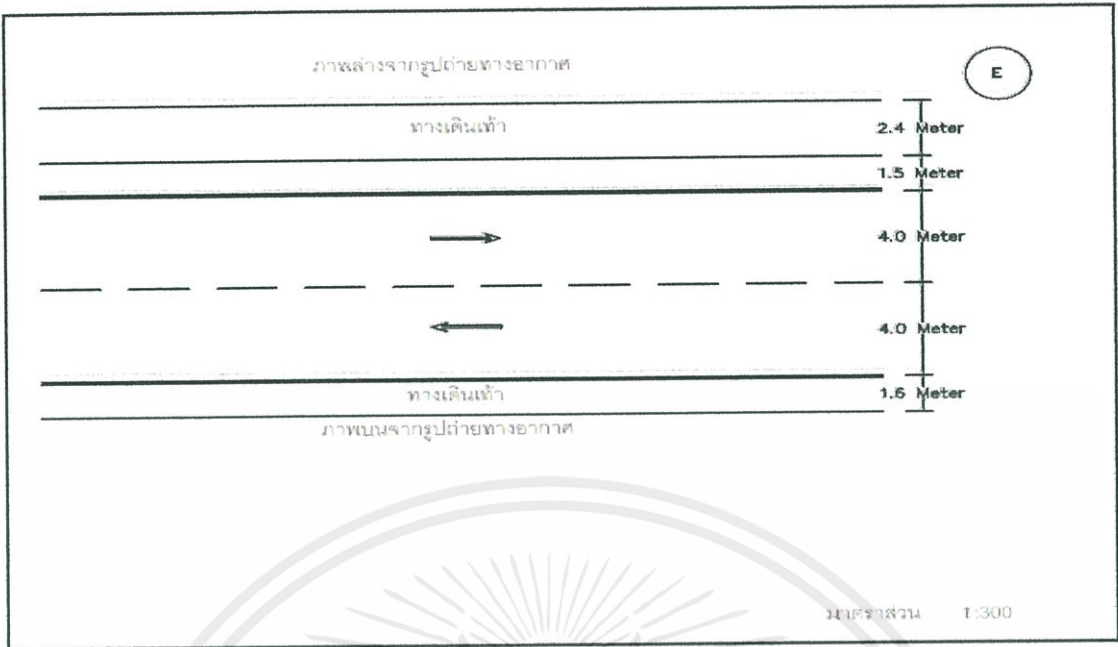 ภาพล่างจากรูปถ่ายทางอากาศ
E
ทางเดินเท้า
2.4 Meter
1.5 Meter
4.0 Meter
4.0 Meter
ทางเดินเท้า
1.6 Meter
ภาพบนจากรูปถ่ายทางอากาศ
มาตราส่วน 1:300